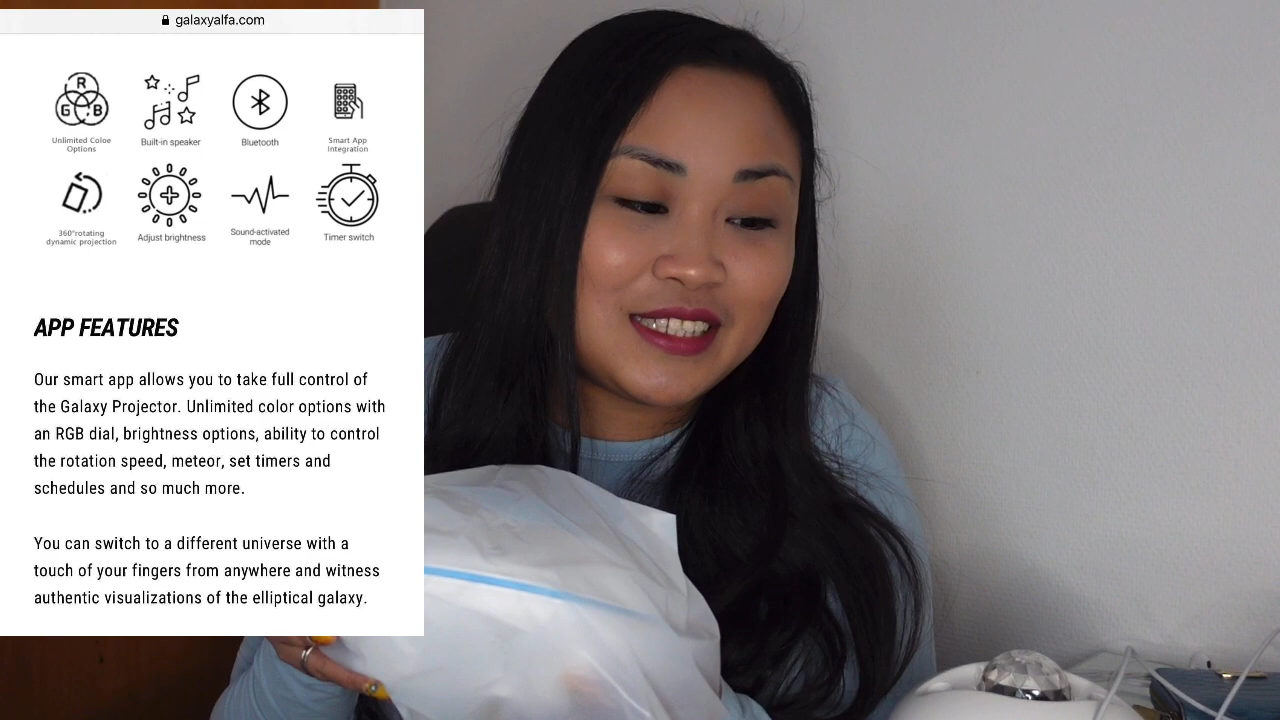 galaxyalfa.com
R
G B
Unlimited Coloe
Options
Built-in speaker
Bluetooth
Smart App
Integration
360°rotating
dynamic projection
Adjust brightness
Sound-activated
mode
Timer switch
APP FEATURES
Our smart app allows you to take full control of
the Galaxy Projector. Unlimited color options with
an RGB dial, brightness options, ability to control
the rotation speed, meteor, set timers and
schedules and so much more.
You can switch to a different universe with a
touch of your fingers from anywhere and witness
authentic visualizations of the elliptical galaxy.